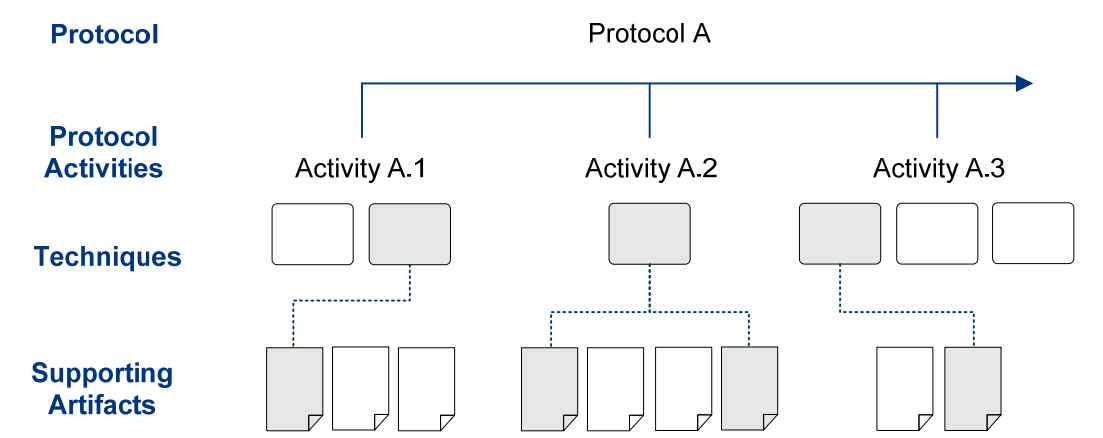 Protocol
Protocol A
Protocol
Activities
Activity A.1
Activity A.2
Activity A.3
Techniques
Supporting
Artifacts